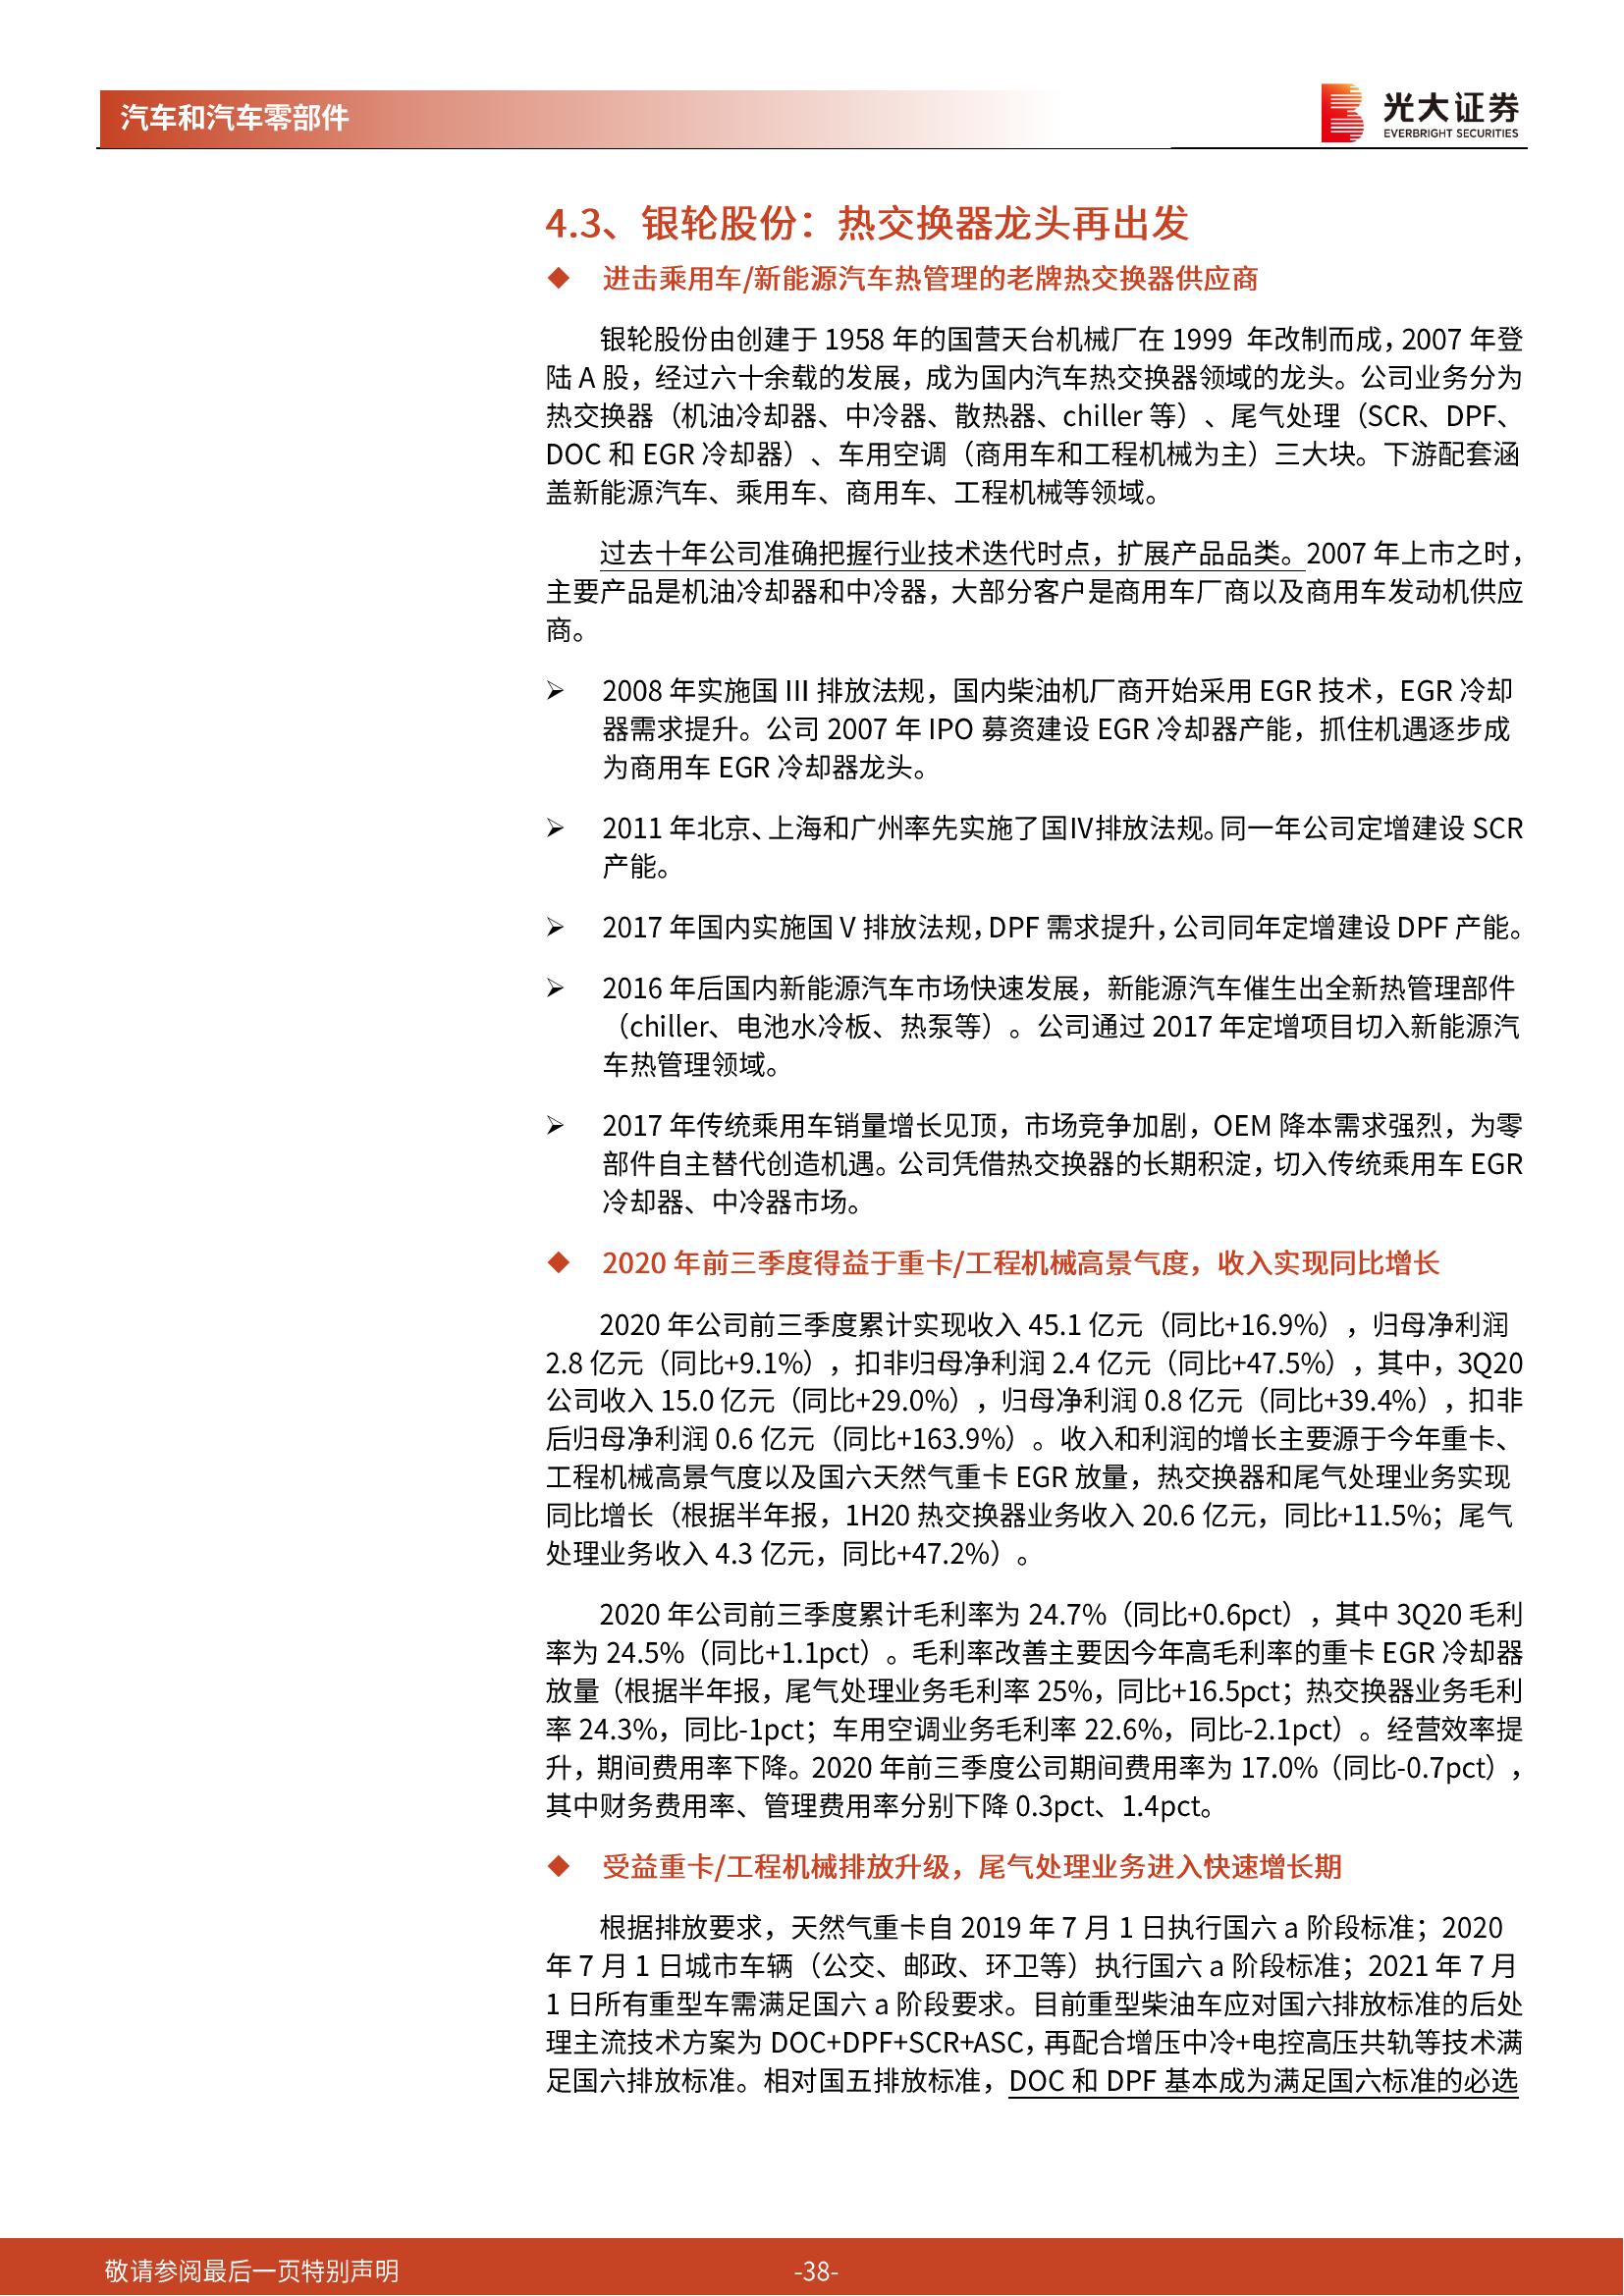 汽车和汽车零部件
光大证券
EVERBRIGHT SECURITIES
4.3、银轮股份：热交换器龙头再出发
◆ 进击乘用车/新能源汽车热管理的老牌热交换器供应商
银轮股份由创建于 1958 年的国营天台机械厂在 1999 年改制而成，2007 年登
陆 A 股，经过六十余载的发展，成为国内汽车热交换器领域的龙头。公司业务分为
热交换器（机油冷却器、中冷器、散热器、chiller 等）、尾气处理（SCR、DPF、
DOC 和 EGR 冷却器）、车用空调（商用车和工程机械为主）三大块。下游配套涵
盖新能源汽车、乘用车、商用车、工程机械等领域。
过去十年公司准确把握行业技术迭代时点，扩展产品品类。2007 年上市之时，
主要产品是机油冷却器和中冷器，大部分客户是商用车厂商以及商用车发动机供应
商。
➢ 2008 年实施国 III 排放法规，国内柴油机厂商开始采用 EGR 技术，EGR 冷却
器需求提升。公司 2007 年 IPO 募资建设 EGR 冷却器产能，抓住机遇逐步成
为商用车 EGR 冷却器龙头。
➢ 2011 年北京、上海和广州率先实施了国Ⅳ排放法规。同一年公司定增建设 SCR
产能。
➢ 2017 年国内实施国 V 排放法规，DPF 需求提升，公司同年定增建设 DPF 产能。
➢ 2016 年后国内新能源汽车市场快速发展，新能源汽车催生出全新热管理部件
（chiller、电池水冷板、热泵等）。公司通过 2017 年定增项目切入新能源汽
车热管理领域。
➢ 2017 年传统乘用车销量增长见顶，市场竞争加剧，OEM 降本需求强烈，为零
部件自主替代创造机遇。公司凭借热交换器的长期积淀，切入传统乘用车 EGR
冷却器、中冷器市场。
◆ 2020 年前三季度得益于重卡/工程机械高景气度，收入实现同比增长
2020 年公司前三季度累计实现收入 45.1 亿元（同比+16.9%），归母净利润
2.8 亿元（同比+9.1%），扣非归母净利润 2.4 亿元（同比+47.5%），其中，3Q20
公司收入 15.0 亿元（同比+29.0%），归母净利润 0.8 亿元（同比+39.4%），扣非
后归母净利润 0.6 亿元（同比+163.9%）。收入和利润的增长主要源于今年重卡、
工程机械高景气度以及国六天然气重卡 EGR 放量，热交换器和尾气处理业务实现
同比增长（根据半年报，1H20 热交换器业务收入 20.6 亿元，同比+11.5%；尾气
处理业务收入 4.3 亿元，同比+47.2%）。
2020 年公司前三季度累计毛利率为 24.7%（同比+0.6pct），其中 3Q20 毛利
率为 24.5%（同比+1.1pct）。毛利率改善主要因今年高毛利率的重卡 EGR 冷却器
放量（根据半年报，尾气处理业务毛利率 25%，同比+16.5pct；热交换器业务毛利
率 24.3%，同比-1pct；车用空调业务毛利率 22.6%，同比-2.1pct）。经营效率提
升，期间费用率下降。2020 年前三季度公司期间费用率为 17.0%（同比-0.7pct），
其中财务费用率、管理费用率分别下降 0.3pct、1.4pct。
◆ 受益重卡/工程机械排放升级，尾气处理业务进入快速增长期
根据排放要求，天然气重卡自 2019 年 7 月 1 日执行国六 a 阶段标准；2020
年 7 月 1 日城市车辆（公交、邮政、环卫等）执行国六 a 阶段标准；2021 年 7 月
1 日所有重型车需满足国六 a 阶段要求。目前重型柴油车应对国六排放标准的后处
理主流技术方案为 DOC+DPF+SCR+ASC，再配合增压中冷+电控高压共轨等技术满
足国六排放标准。相对国五排放标准，DOC 和 DPF 基本成为满足国六标准的必选
敬请参阅最后一页特别声明
-38-